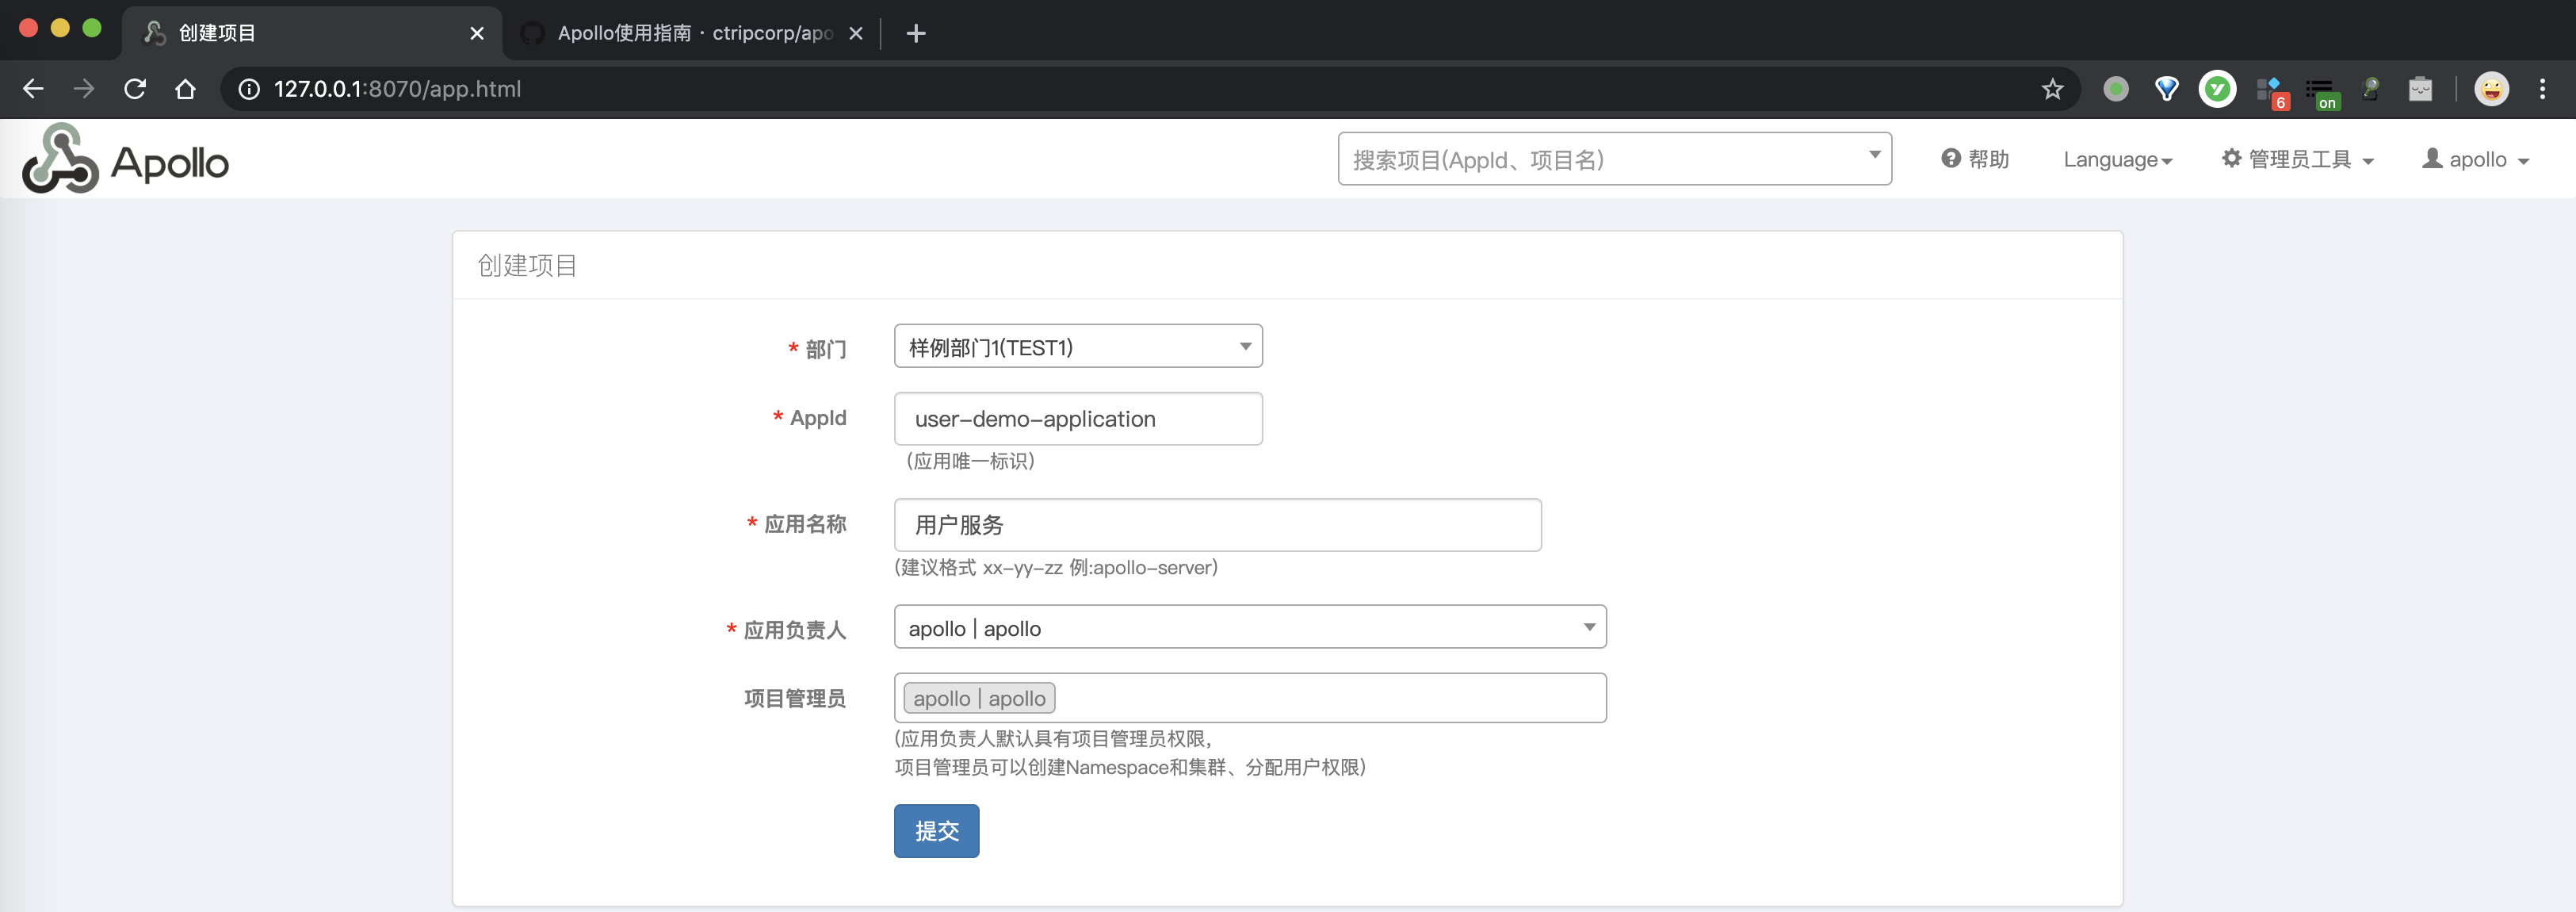 创建项目
Apollo使用指南 · ctripcorp/apo
127.0.0.1:8070/app.html
6
on
Apollo
搜索项目(AppId、项目名)
帮助
Language
管理员工具
apollo
创建项目
* 部门
样例部门1(TEST1)
* AppId
user-demo-application
(应用唯一标识)
* 应用名称
用户服务
(建议格式 xx-yy-zz 例:apollo-server)
* 应用负责人
apollo | apollo
项目管理员
apollo | apollo
(应用负责人默认具有项目管理员权限,
项目管理员可以创建Namespace和集群、分配用户权限)
提交